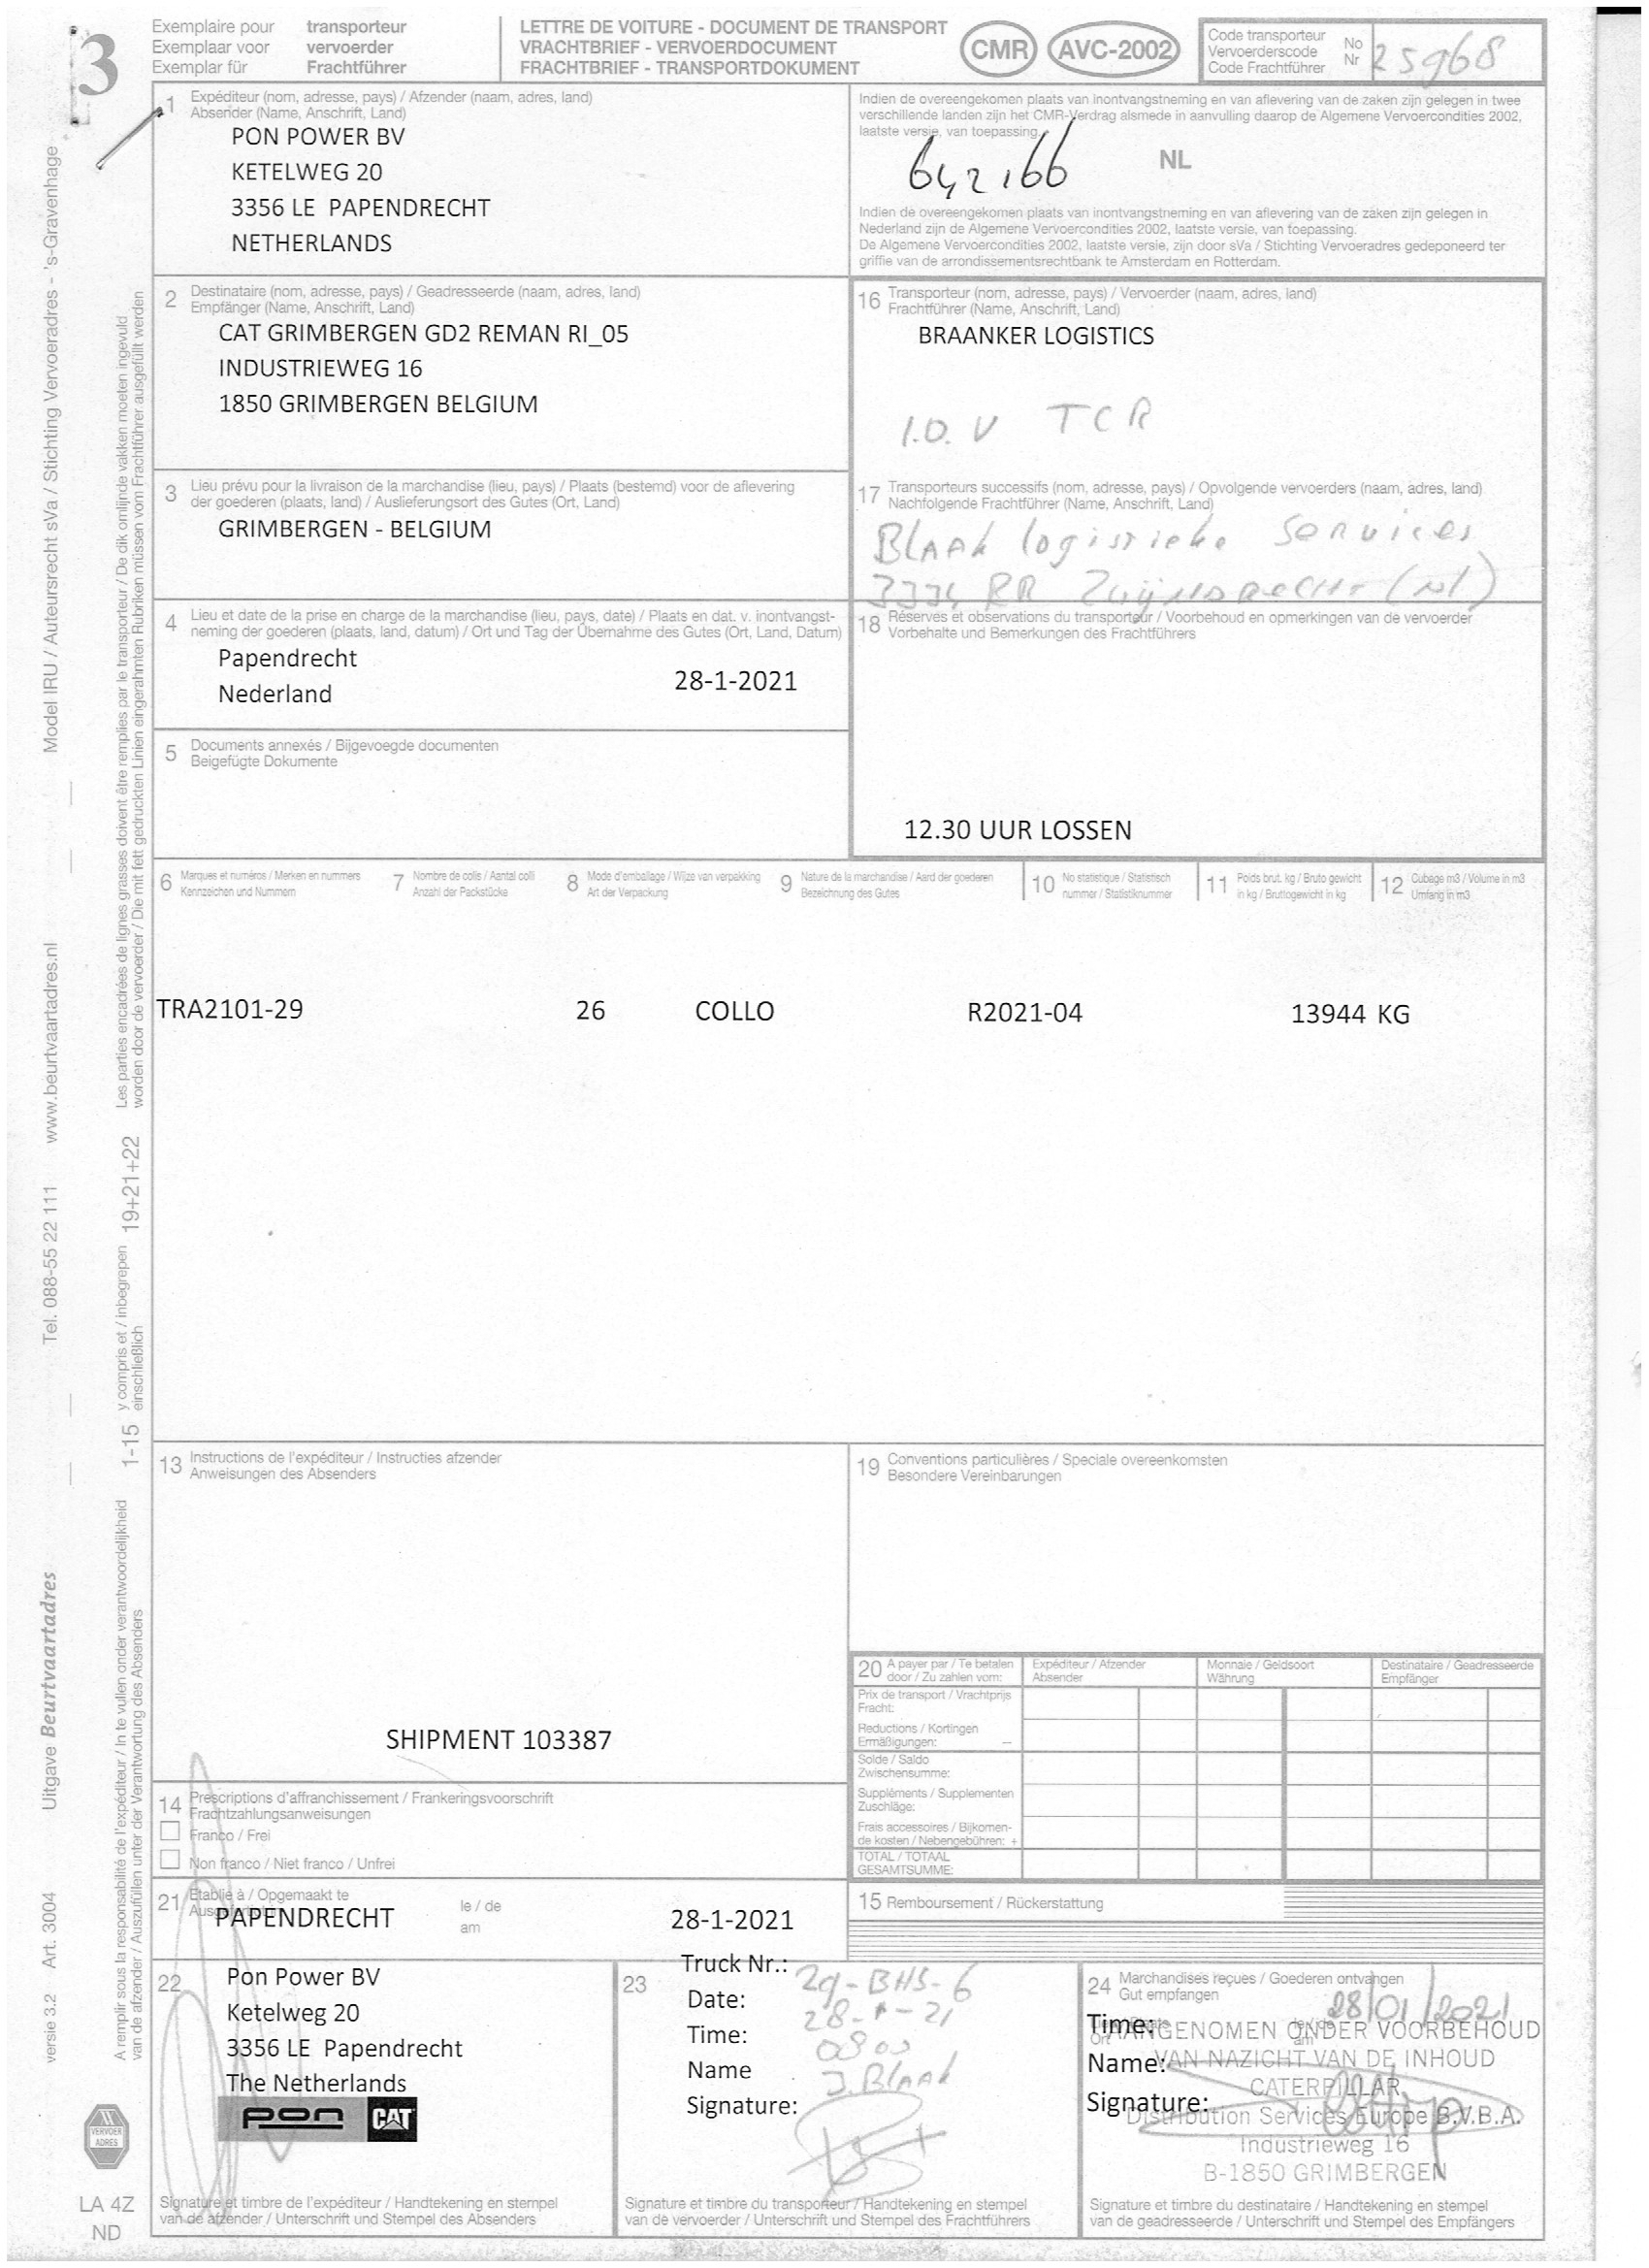 3
Exemplaire pour transporteur
Exemplaar voor vervoerder
Exemplar für Frachtführer
LETTRE DE VOITURE - DOCUMENT DE TRANSPORT
VRACHTBRIEF - VERVOERDOCUMENT
FRACHTBRIEF - TRANSPORTDOKUMENT
CMR AVC-2002
Code transporteur
Vervoerderscode
Code Frachtführer
No
Nr
25968
1 Expéditeur (nom, adresse, pays) / Afzender (naam, adres, land)
Absender (Name, Anschrift, Land)
PON POWER BV
KETELWEG 20
3356 LE PAPENDRECHT
NETHERLANDS
Indien de overeengekomen plaats van inontvangstneming en van aflevering van de zaken zijn gelegen in twee
verschillende landen zijn het CMR-Verdrag alsmede in aanvulling daarop de Algemene Vervoercondities 2002,
laatste versie, van toepassing.
NL
Indien de overeengekomen plaats van inontvangstneming en van aflevering van de zaken zijn gelegen in
Nederland zijn de Algemene Vervoercondities 2002, laatste versie, van toepassing.
De Algemene Vervoercondities 2002, laatste versie, zijn door sVa / Stichting Vervoeradres gedeponeerd ter
griffie van de arrondissementsrechtbank te Amsterdam en Rotterdam.
2 Destinataire (nom, adresse, pays) / Geadresseerde (naam, adres, land)
Empfänger (Name, Anschrift, Land)
CAT GRIMBERGEN GD2 REMAN RI_05
INDUSTRIEWEG 16
1850 GRIMBERGEN BELGIUM
16 Transporteur (nom, adresse, pays) / Vervoerder (naam, adres, land)
Frachtführer (Name, Anschrift, Land)
BRAANKER LOGISTICS
I.O.V TCR
3 Lieu prévu pour la livraison de la marchandise (lieu, pays) / Plaats (bestemd) voor de aflevering
der goederen (plaats, land) / Auslieferungsort des Gutes (Ort, Land)
GRIMBERGEN - BELGIUM
17 Transporteurs successifs (nom, adresse, pays) / Opvolgende vervoerders (naam, adres, land)
Nachfolgende Frachtführer (Name, Anschrift, Land)
Blaak logistieke Services
RR Zwijndrecht (Nl)
4 Lieu et date de la prise en charge de la marchandise (lieu, pays, date) / Plaats en dat. v. inontvangst-
neming der goederen (plaats, land, datum) / Ort und Tag der Übernahme des Gutes (Ort, Land, Datum)
Papendrecht
Nederland
28-1-2021
18 Réserves et observations du transporteur / Voorbehoud en opmerkingen van de vervoerder
Vorbehalte und Bemerkungen des Frachtführers
12.30 UUR LOSSEN
5 Documents annexés / Bijgevoegde documenten
Beigefügte Dokumente
6 Marques et numéros / Merken en nummers
Kennzeichen und Nummern
7 Nombre de colis / Aantal colli
Anzahl der Packstücke
8 Mode d'emballage / Wijze van verpakking
Art der Verpackung
9 Nature de la marchandise / Aard der goederen
Bezeichnung des Gutes
10 No statistique / Statistisch
nummer / Statistiknummer
11 Poids brut. kg / Bruto gewicht
in kg / Bruttogewicht in kg
12 Cubage m3 / Volume in m3
Umfang in m3
TRA2101-29 26 COLLO R2021-04 13944 KG
13 Instructions de l'expéditeur / Instructies afzender
Anweisungen des Absenders
SHIPMENT 103387
19 Conventions particulières / Speciale overeenkomsten
Besondere Vereinbarungen
20 A payer par / Te betalen
door / Zu zahlen vom:
Expéditeur / Afzender
Absender
Monnaie / Geldsoort
Währung
Destinataire / Geadresseerde
Empfänger
Prix de transport / Vrachtprijs
Fracht:
Reductions / Kortingen
Ermäßigungen: –
Solde / Saldo
Zwischensumme:
Suppléments / Supplementen
Zuschläge:
Frais accessoires / Bijkomen-
de kosten / Nebengebühren: +
TOTAL / TOTAAL
GESAMTSUMME:
14 Prescriptions d'affranchissement / Frankeringsvoorschrift
Frachtzahlungsanweisungen
Franco / Frei
Non franco / Niet franco / Unfrei
21 Etablié à / Opgemaakt te
le / de
am
PAPENDRECHT
28-1-2021
15 Remboursement / Rückerstattung
22
Pon Power BV
Ketelweg 20
3356 LE Papendrecht
The Netherlands
pon CAT
Signature et timbre de l'expéditeur / Handtekening en stempel
van de afzender / Unterschrift und Stempel des Absenders
23
Truck Nr.: 29-BHS-6
Date: 28-1-21
Time: 0800
Name J. Blaak
Signature:
Signature et timbre du transporteur / Handtekening en stempel
van de vervoerder / Unterschrift und Stempel des Frachtführers
24 Marchandises reçues / Goederen ontvangen
Gut empfangen
28/01/2021
Time:
Name:
Signature:
GENOMEN ONDER VOORBEHOUD
VAN NAZICHT VAN DE INHOUD
CATERPILLAR
Distribution Services Europe B.V.B.A.
Industrieweg 16
B-1850 GRIMBERGEN
Signature et timbre du destinataire / Handtekening en stempel
van de geadresseerde / Unterschrift und Stempel des Empfängers
Model IRU / Auteursrecht sVa / Stichting Vervoeradres - 's-Gravenhage
www.beurtvaartadres.nl
Tel. 088-55 22 111
Uitgave Beurtvaartadres
Art. 3004
versie 3.2
Les parties encadrées de lignes grasses doivent être remplies par le transporteur / De dik omlijnde vakken moeten ingevuld
worden door de vervoerder / Die mit fett gedruckten Linien eingerahmten Rubriken müssen vom Frachtführer ausgefüllt werden
19+21+22
y compris et / inbegrepen
einschließlich
1-15
A remplir sous la responsabilité de l'expéditeur / In te vullen onder verantwoordelijkheid
van de afzender / Auszufüllen unter der Verantwortung des Absenders
VERVOER
ADRES
LA 4Z
ND